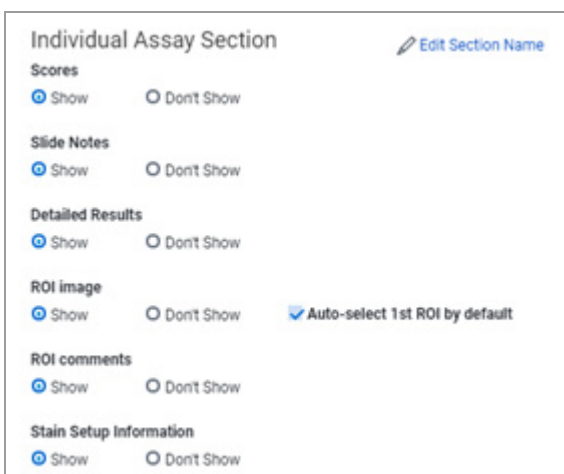 Individual Assay Section Edit Section Name
Scores
Show Don't Show
Slide Notes
Show Don't Show
Detailed Results
Show Don't Show
ROI image
Show Don't Show Auto-select 1st ROI by default
ROI comments
Show Don't Show
Stain Setup Information
Show Don't Show